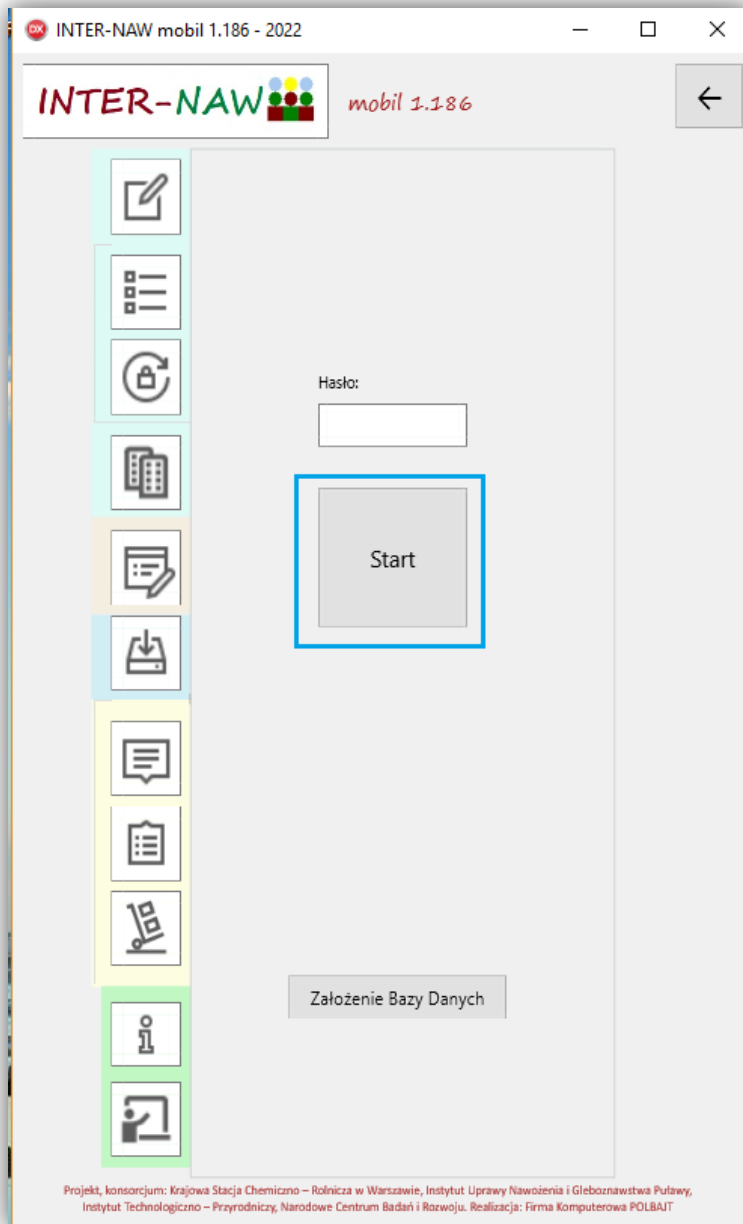 INTER-NAW mobil 1.186 - 2022
INTER-NAW mobil 1.186
Hasło:
Start
Założenie Bazy Danych
Projekt, konsorcjum: Krajowa Stacja Chemiczno – Rolnicza w Warszawie, Instytut Uprawy Nawożenia i Gleboznawstwa Puławy,
Instytut Technologiczno – Przyrodniczy, Narodowe Centrum Badań i Rozwoju. Realizacja: Firma Komputerowa POLBAJT